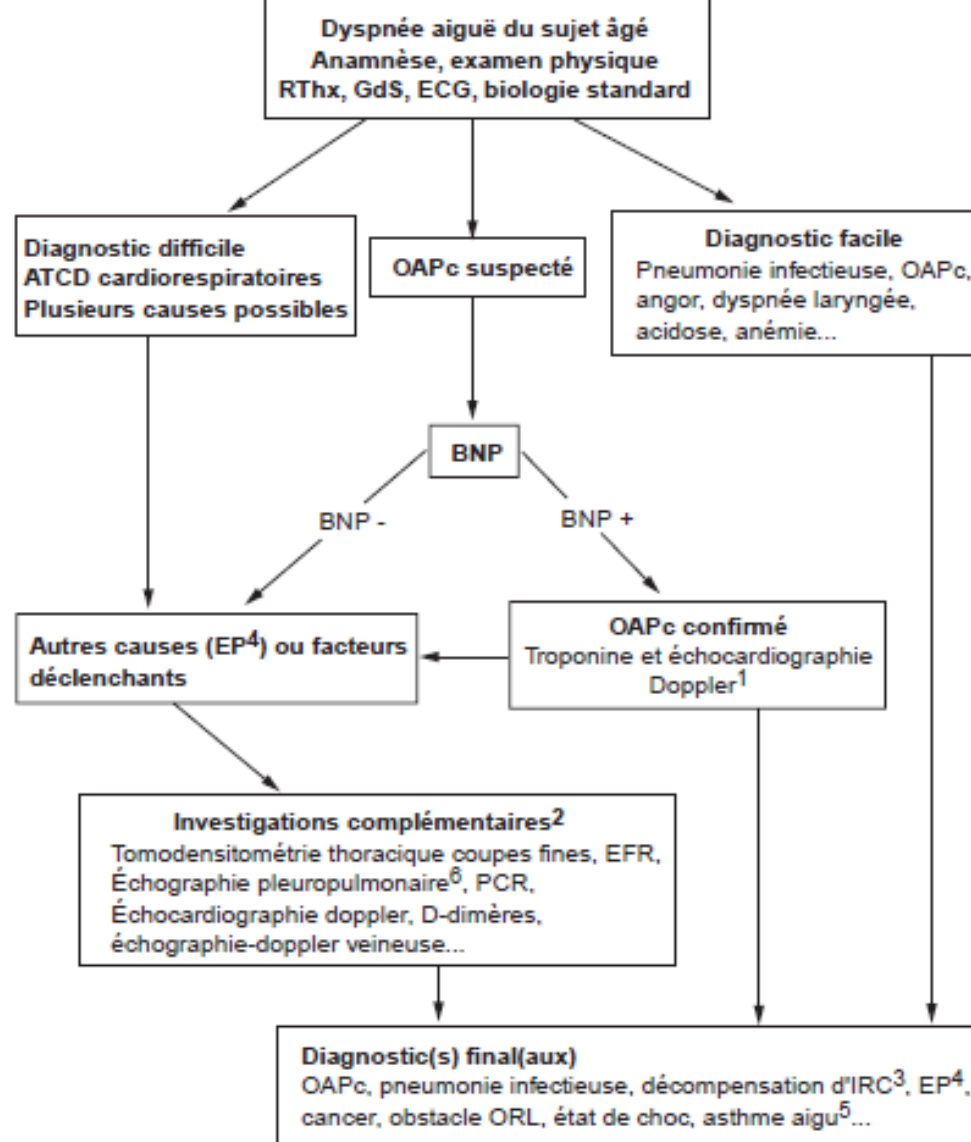 Dyspnée aiguë du sujet âgé
Anamnèse, examen physique
RThx, GdS, ECG, biologie standard
Diagnostic difficile
ATCD cardiorespiratoires
Plusieurs causes possibles
OAPc suspecté
Diagnostic facile
Pneumonie infectieuse, OAPc,
angor, dyspnée laryngée,
acidose, anémie...
BNP
BNP -
BNP +
Autres causes (EP4) ou facteurs
déclenchants
OAPc confirmé
Troponine et échocardiographie
Doppler1
Investigations complémentaires2
Tomodensitométrie thoracique coupes fines, EFR,
Échographie pleuropulmonaire6, PCR,
Échocardiographie doppler, D-dimères,
échographie-doppler veineuse...
Diagnostic(s) final(aux)
OAPc, pneumonie infectieuse, décompensation d'IRC3, EP4,
cancer, obstacle ORL, état de choc, asthme aigu5...